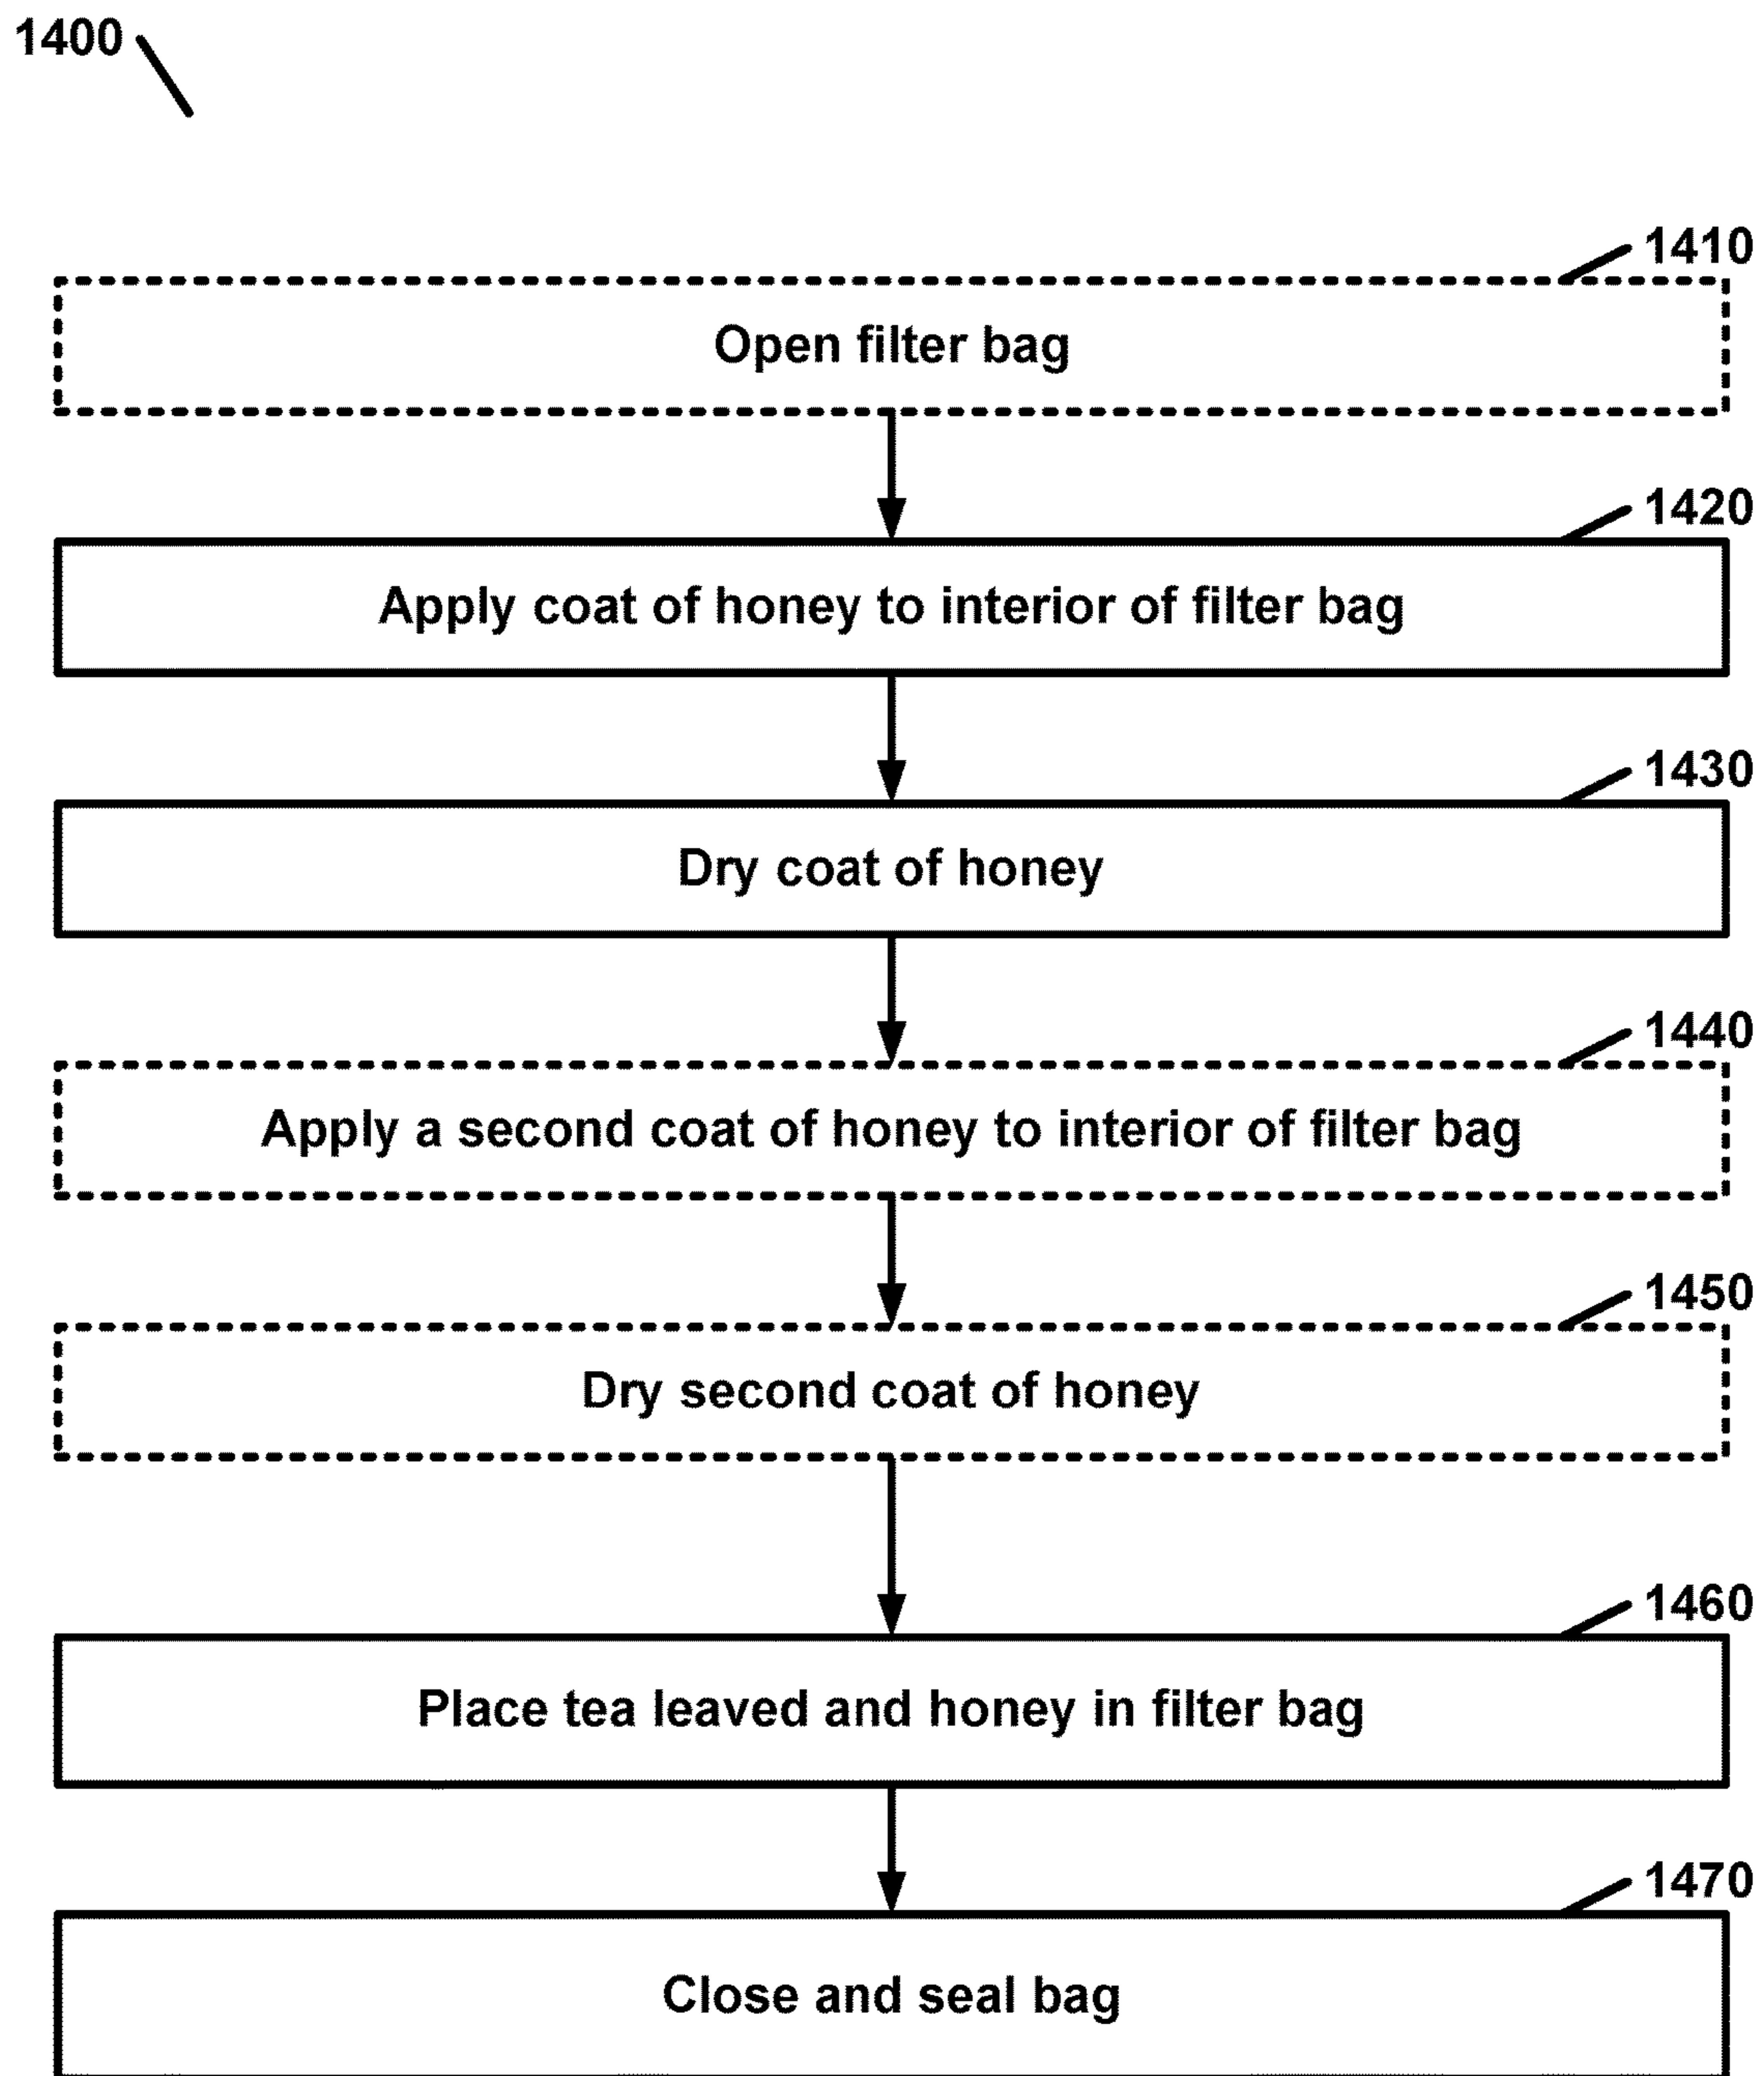 1400
1410
Open filter bag
1420
Apply coat of honey to interior of filter bag
1430
Dry coat of honey
1440
Apply a second coat of honey to interior of filter bag
1450
Dry second coat of honey
1460
Place tea leaved and honey in filter bag
1470
Close and seal bag